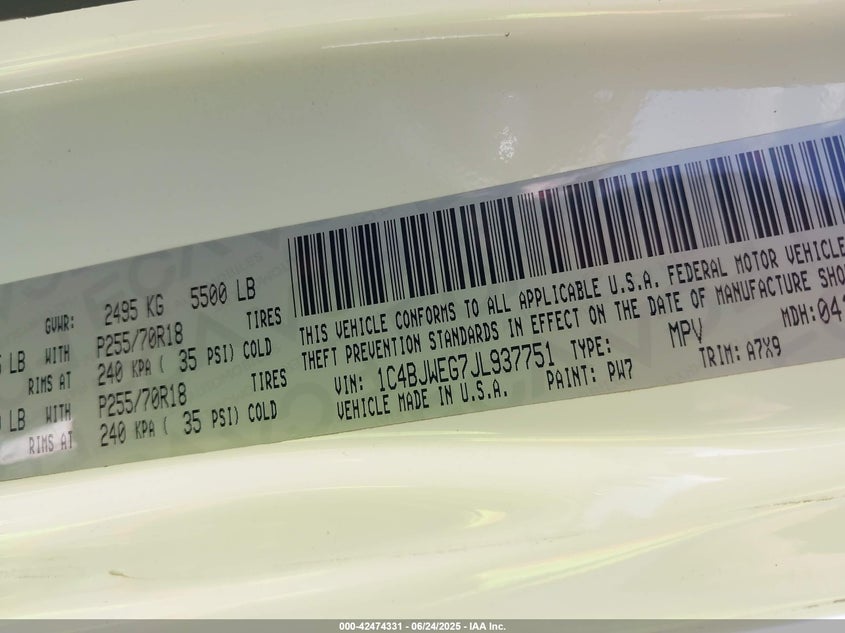 GVWR: 2495 KG 5500 LB
LB WITH P255/70R18 TIRES
RIMS AT 240 KPA ( 35 PSI) COLD
LB WITH P255/70R18 TIRES
RIMS AT 240 KPA ( 35 PSI) COLD
THIS VEHICLE CONFORMS TO ALL APPLICABLE U.S.A. FEDERAL MOTOR VEHICLE
THEFT PREVENTION STANDARDS IN EFFECT ON THE DATE OF MANUFACTURE SHO
VIN: 1C4BJWEG7JL937751 TYPE: MPV MDH: 04
VEHICLE MADE IN U.S.A. PAINT: PW7 TRIM: A7X9
000-42474331 - 06/24/2025 - IAA Inc.